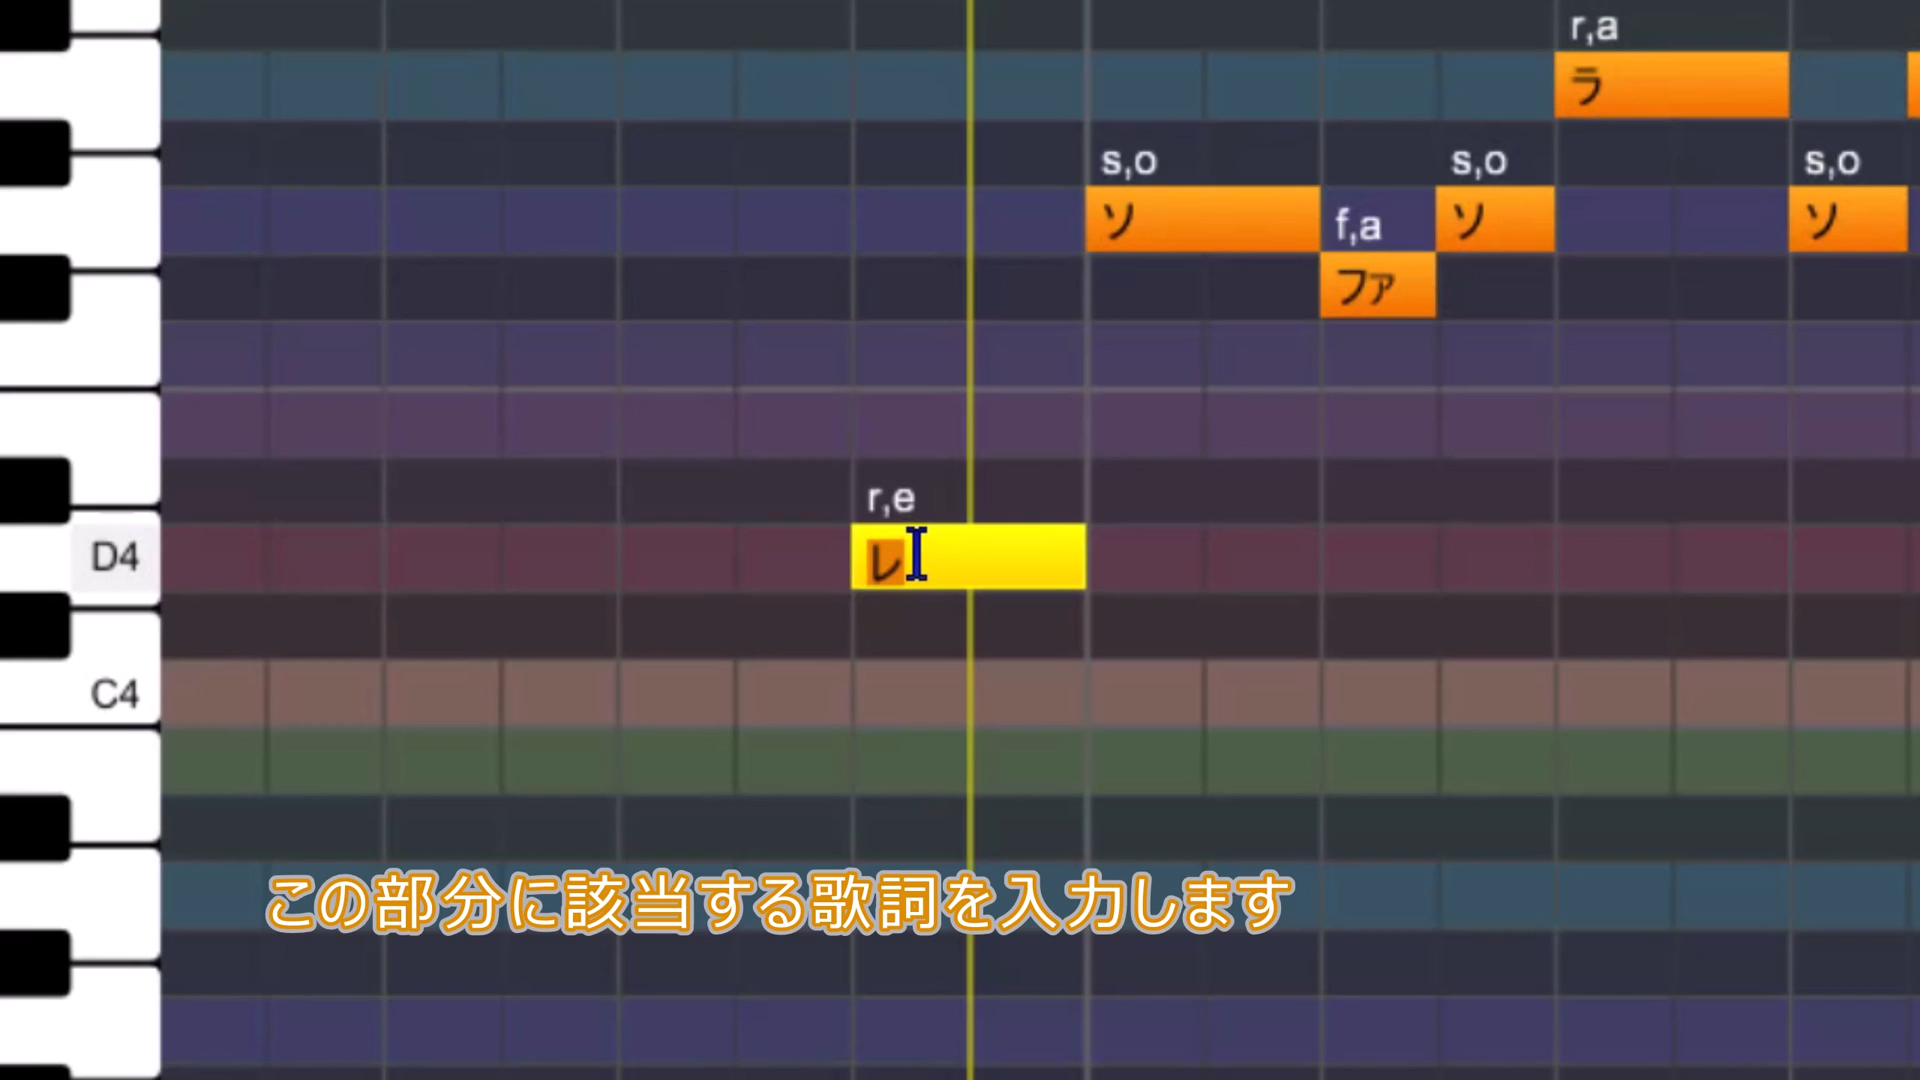 r,a
ラ
s,o
s,o
s,o
ソ
f,a
ソ
ソ
ファ
r,e
D4
レ
C4
この部分に該当する歌詞を入力します